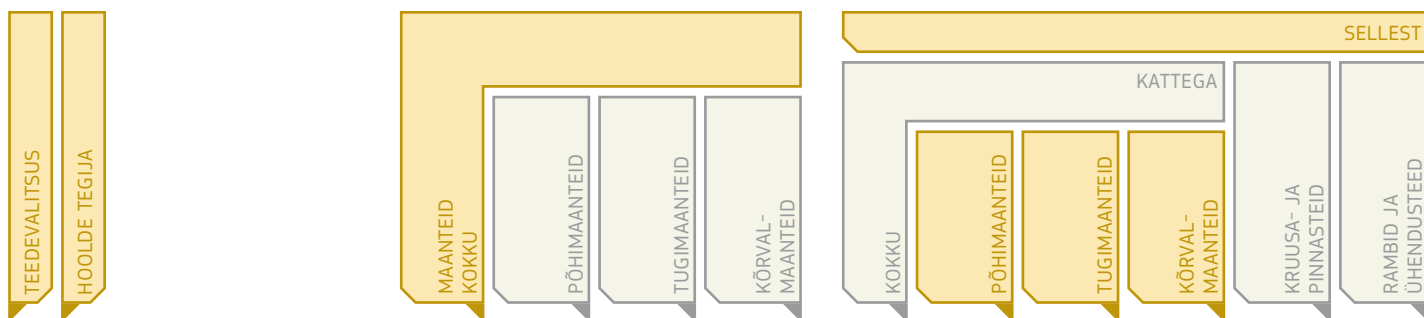 TEEDEVALITSUS
HOOLDE TEGIJA
MAANTEID
KOKKU
PÕHIMAANTEID
TUGIMAANTEID
KÕRVAL-
MAANTEID
SELLEST
KATTEGA
KOKKU
PÕHIMAANTEID
TUGIMAANTEID
KÕRVAL-
MAANTEID
KRUUSA- JA
PINNASTEID
RAMBID JA
ÜHENDUSTEED